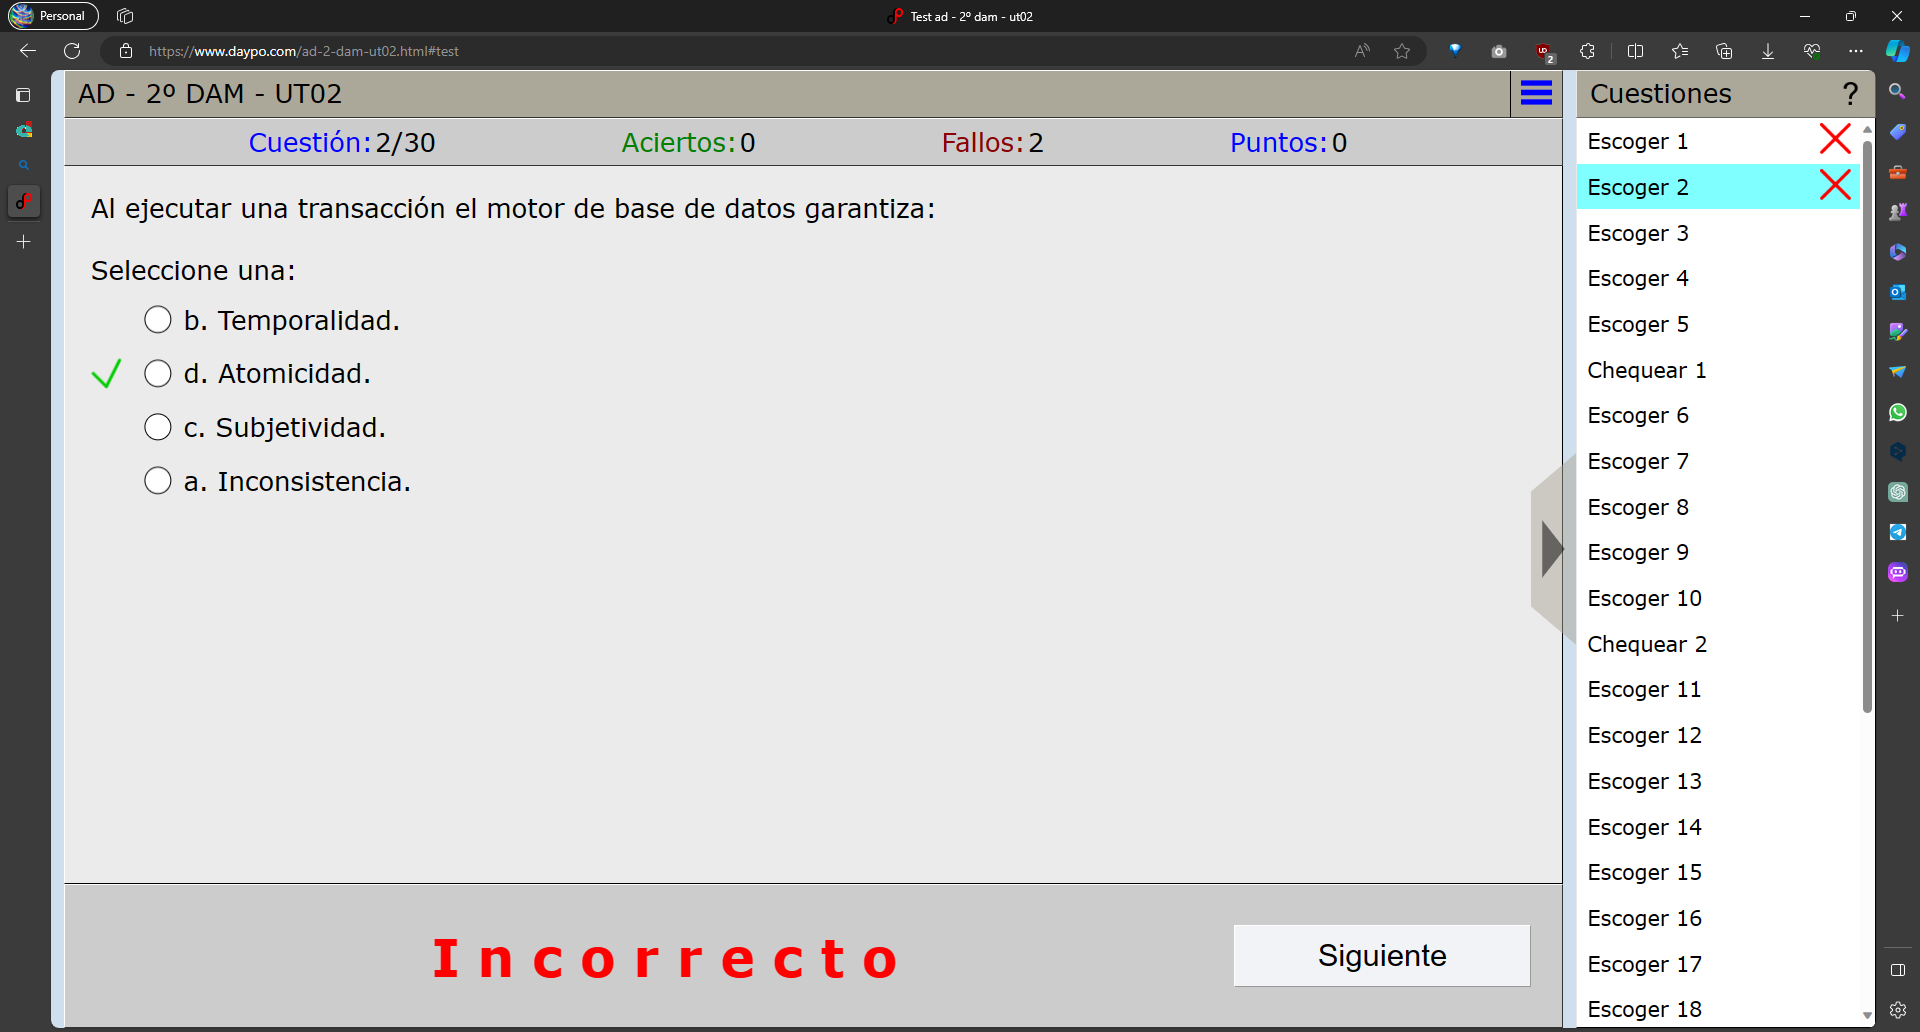 Personal
Test ad - 2º dam - ut02
https://www.daypo.com/ad-2-dam-ut02.html#test
AD - 2º DAM - UT02
Cuestiones ?
Cuestión: 2/30 Aciertos: 0 Fallos: 2 Puntos: 0
Al ejecutar una transacción el motor de base de datos garantiza:
Seleccione una:
b. Temporalidad.
d. Atomicidad.
c. Subjetividad.
a. Inconsistencia.
Incorrecto
Siguiente
Escoger 1
Escoger 2
Escoger 3
Escoger 4
Escoger 5
Chequear 1
Escoger 6
Escoger 7
Escoger 8
Escoger 9
Escoger 10
Chequear 2
Escoger 11
Escoger 12
Escoger 13
Escoger 14
Escoger 15
Escoger 16
Escoger 17
Escoger 18